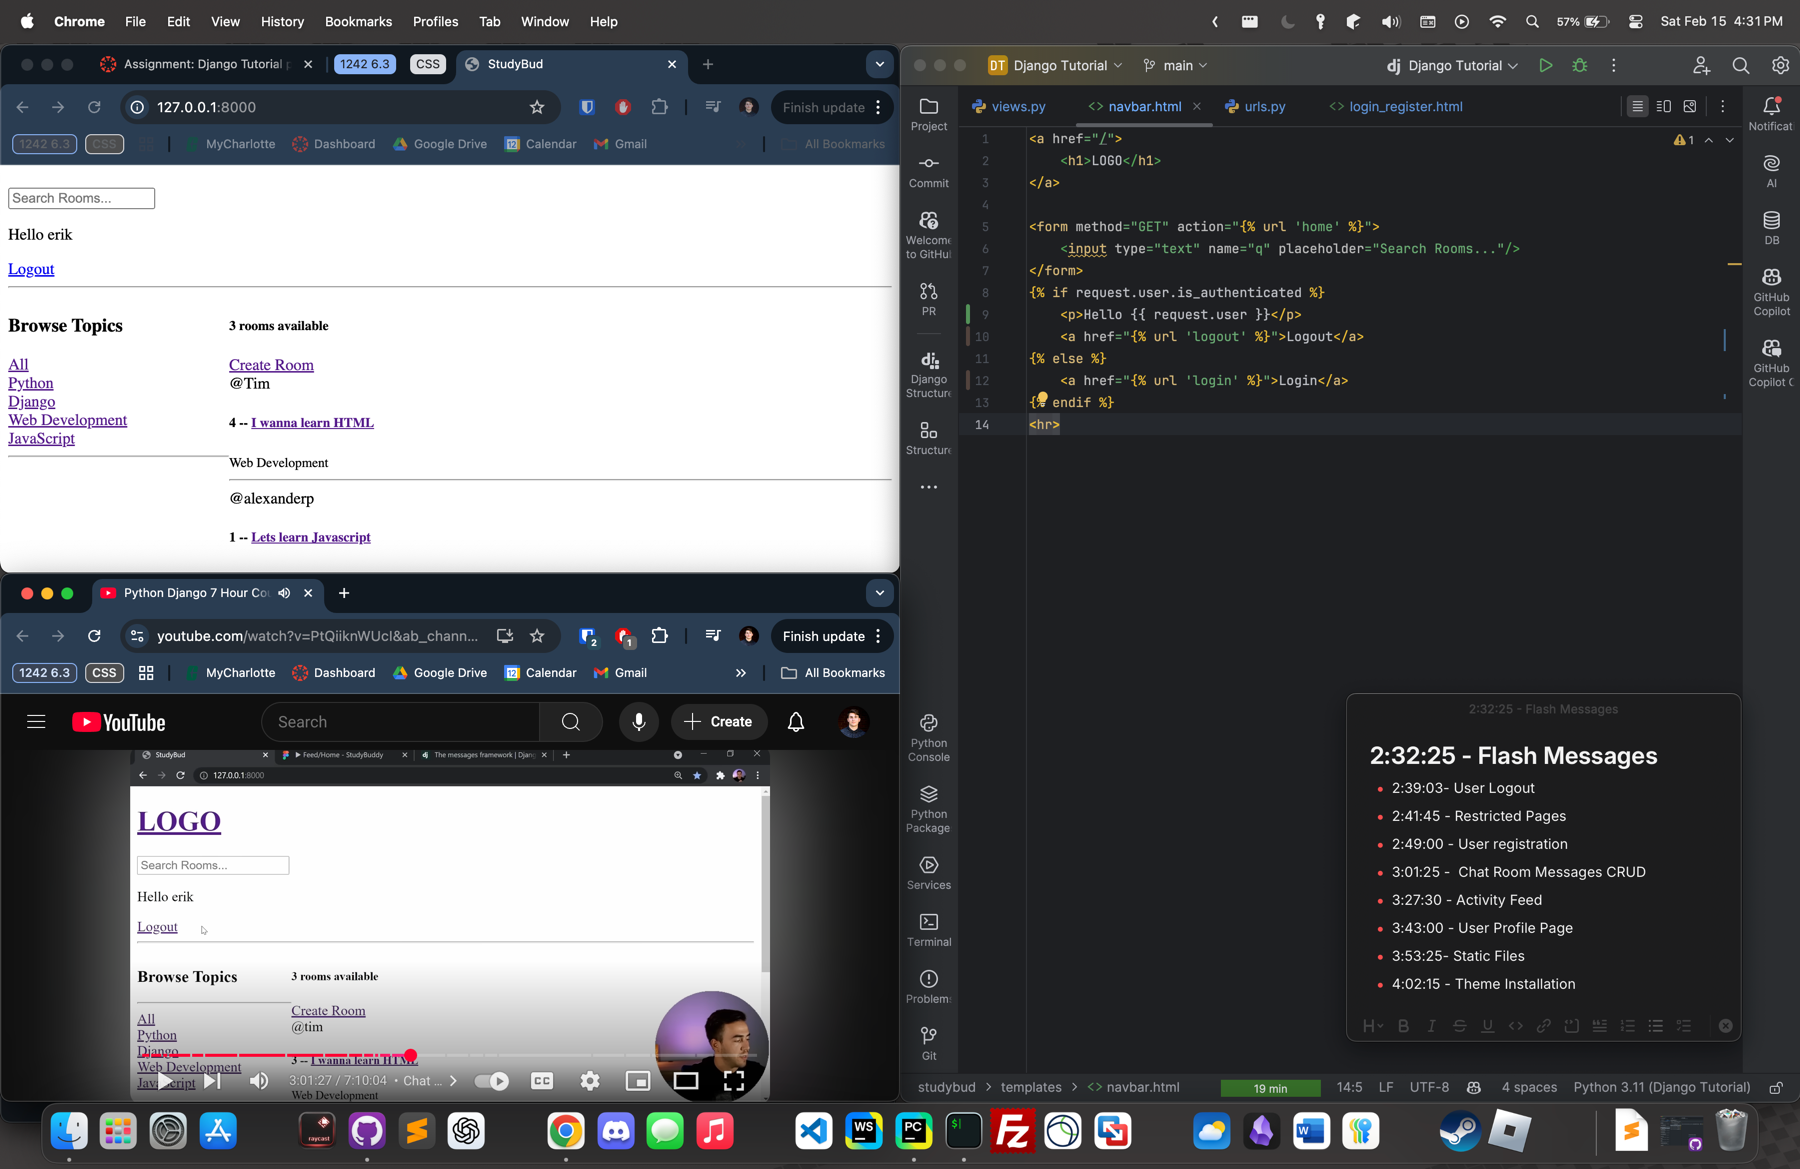 Chrome File Edit View History Bookmarks Profiles Tab Window Help
57% Sat Feb 15 4:31 PM
Assignment: Django Tutorial
1242 6.3
CSS
StudyBud
127.0.0.1:8000
Finish update
1242 6.3 CSS MyCharlotte Dashboard Google Drive Calendar Gmail All Bookmarks
Search Rooms...
Hello erik
Logout
Browse Topics
All
Python
Django
Web Development
JavaScript
3 rooms available
Create Room
@Tim
4 -- I wanna learn HTML
Web Development
@alexanderp
1 -- Lets learn Javascript
Python Django 7 Hour Cou
youtube.com/watch?v=PtQiiknWUcI&ab_chann...
2
1
Finish update
1242 6.3 CSS MyCharlotte Dashboard Google Drive Calendar Gmail » All Bookmarks
YouTube
Search
Create
StudyBud
Feed/Home - StudyBuddy
The messages framework | Djan
127.0.0.1:8000
LOGO
Search Rooms...
Hello erik
Logout
Browse Topics
All
Python
Django
Web Development
JavaScript
3 rooms available
Create Room
@tim
3 -- I wanna learn HTML
Web Development
3:01:27 / 7:10:04 • Chat ...
CC
DT Django Tutorial
main
dj Django Tutorial
views.py
navbar.html
urls.py
login_register.html
Project
Commit
Welcome to GitHu
PR
Django Structure
Structure
Python Console
Python Package
Services
Terminal
Problem
Git
1 <a href="/">
2 <h1>LOGO</h1>
3 </a>
4
5 <form method="GET" action="{% url 'home' %}">
6 <input type="text" name="q" placeholder="Search Rooms..."/>
7 </form>
8 {% if request.user.is_authenticated %}
9 <p>Hello {{ request.user }}</p>
10 <a href="{% url 'logout' %}">Logout</a>
11 {% else %}
12 <a href="{% url 'login' %}">Login</a>
13 {% endif %}
14 <hr>
1
Notificat
AI
DB
GitHub Copilot
GitHub Copilot C
2:32:25 - Flash Messages
2:32:25 - Flash Messages
2:39:03- User Logout
2:41:45 - Restricted Pages
2:49:00 - User registration
3:01:25 - Chat Room Messages CRUD
3:27:30 - Activity Feed
3:43:00 - User Profile Page
3:53:25- Static Files
4:02:15 - Theme Installation
H B I S U
studybud > templates > navbar.html
19 min
14:5 LF UTF-8 4 spaces Python 3.11 (Django Tutorial)
raycast
WS
PC
$|
Fz
W